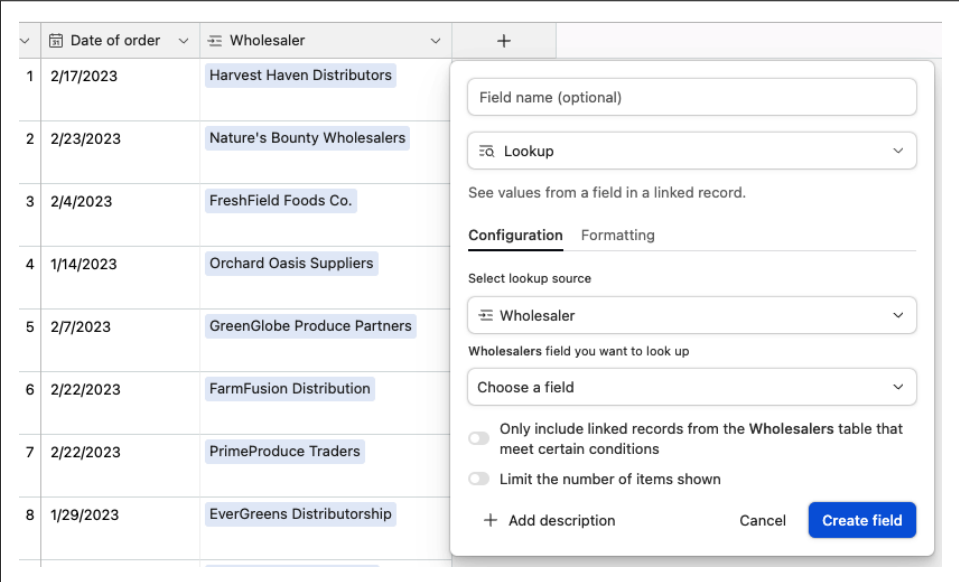 Date of order
Wholesaler
+
1 2/17/2023 Harvest Haven Distributors
2 2/23/2023 Nature's Bounty Wholesalers
3 2/4/2023 FreshField Foods Co.
4 1/14/2023 Orchard Oasis Suppliers
5 2/7/2023 GreenGlobe Produce Partners
6 2/22/2023 FarmFusion Distribution
7 2/22/2023 PrimeProduce Traders
8 1/29/2023 EverGreens Distributorship
Field name (optional)
Lookup
See values from a field in a linked record.
Configuration Formatting
Select lookup source
Wholesaler
Wholesalers field you want to look up
Choose a field
Only include linked records from the Wholesalers table that
meet certain conditions
Limit the number of items shown
+ Add description Cancel Create field